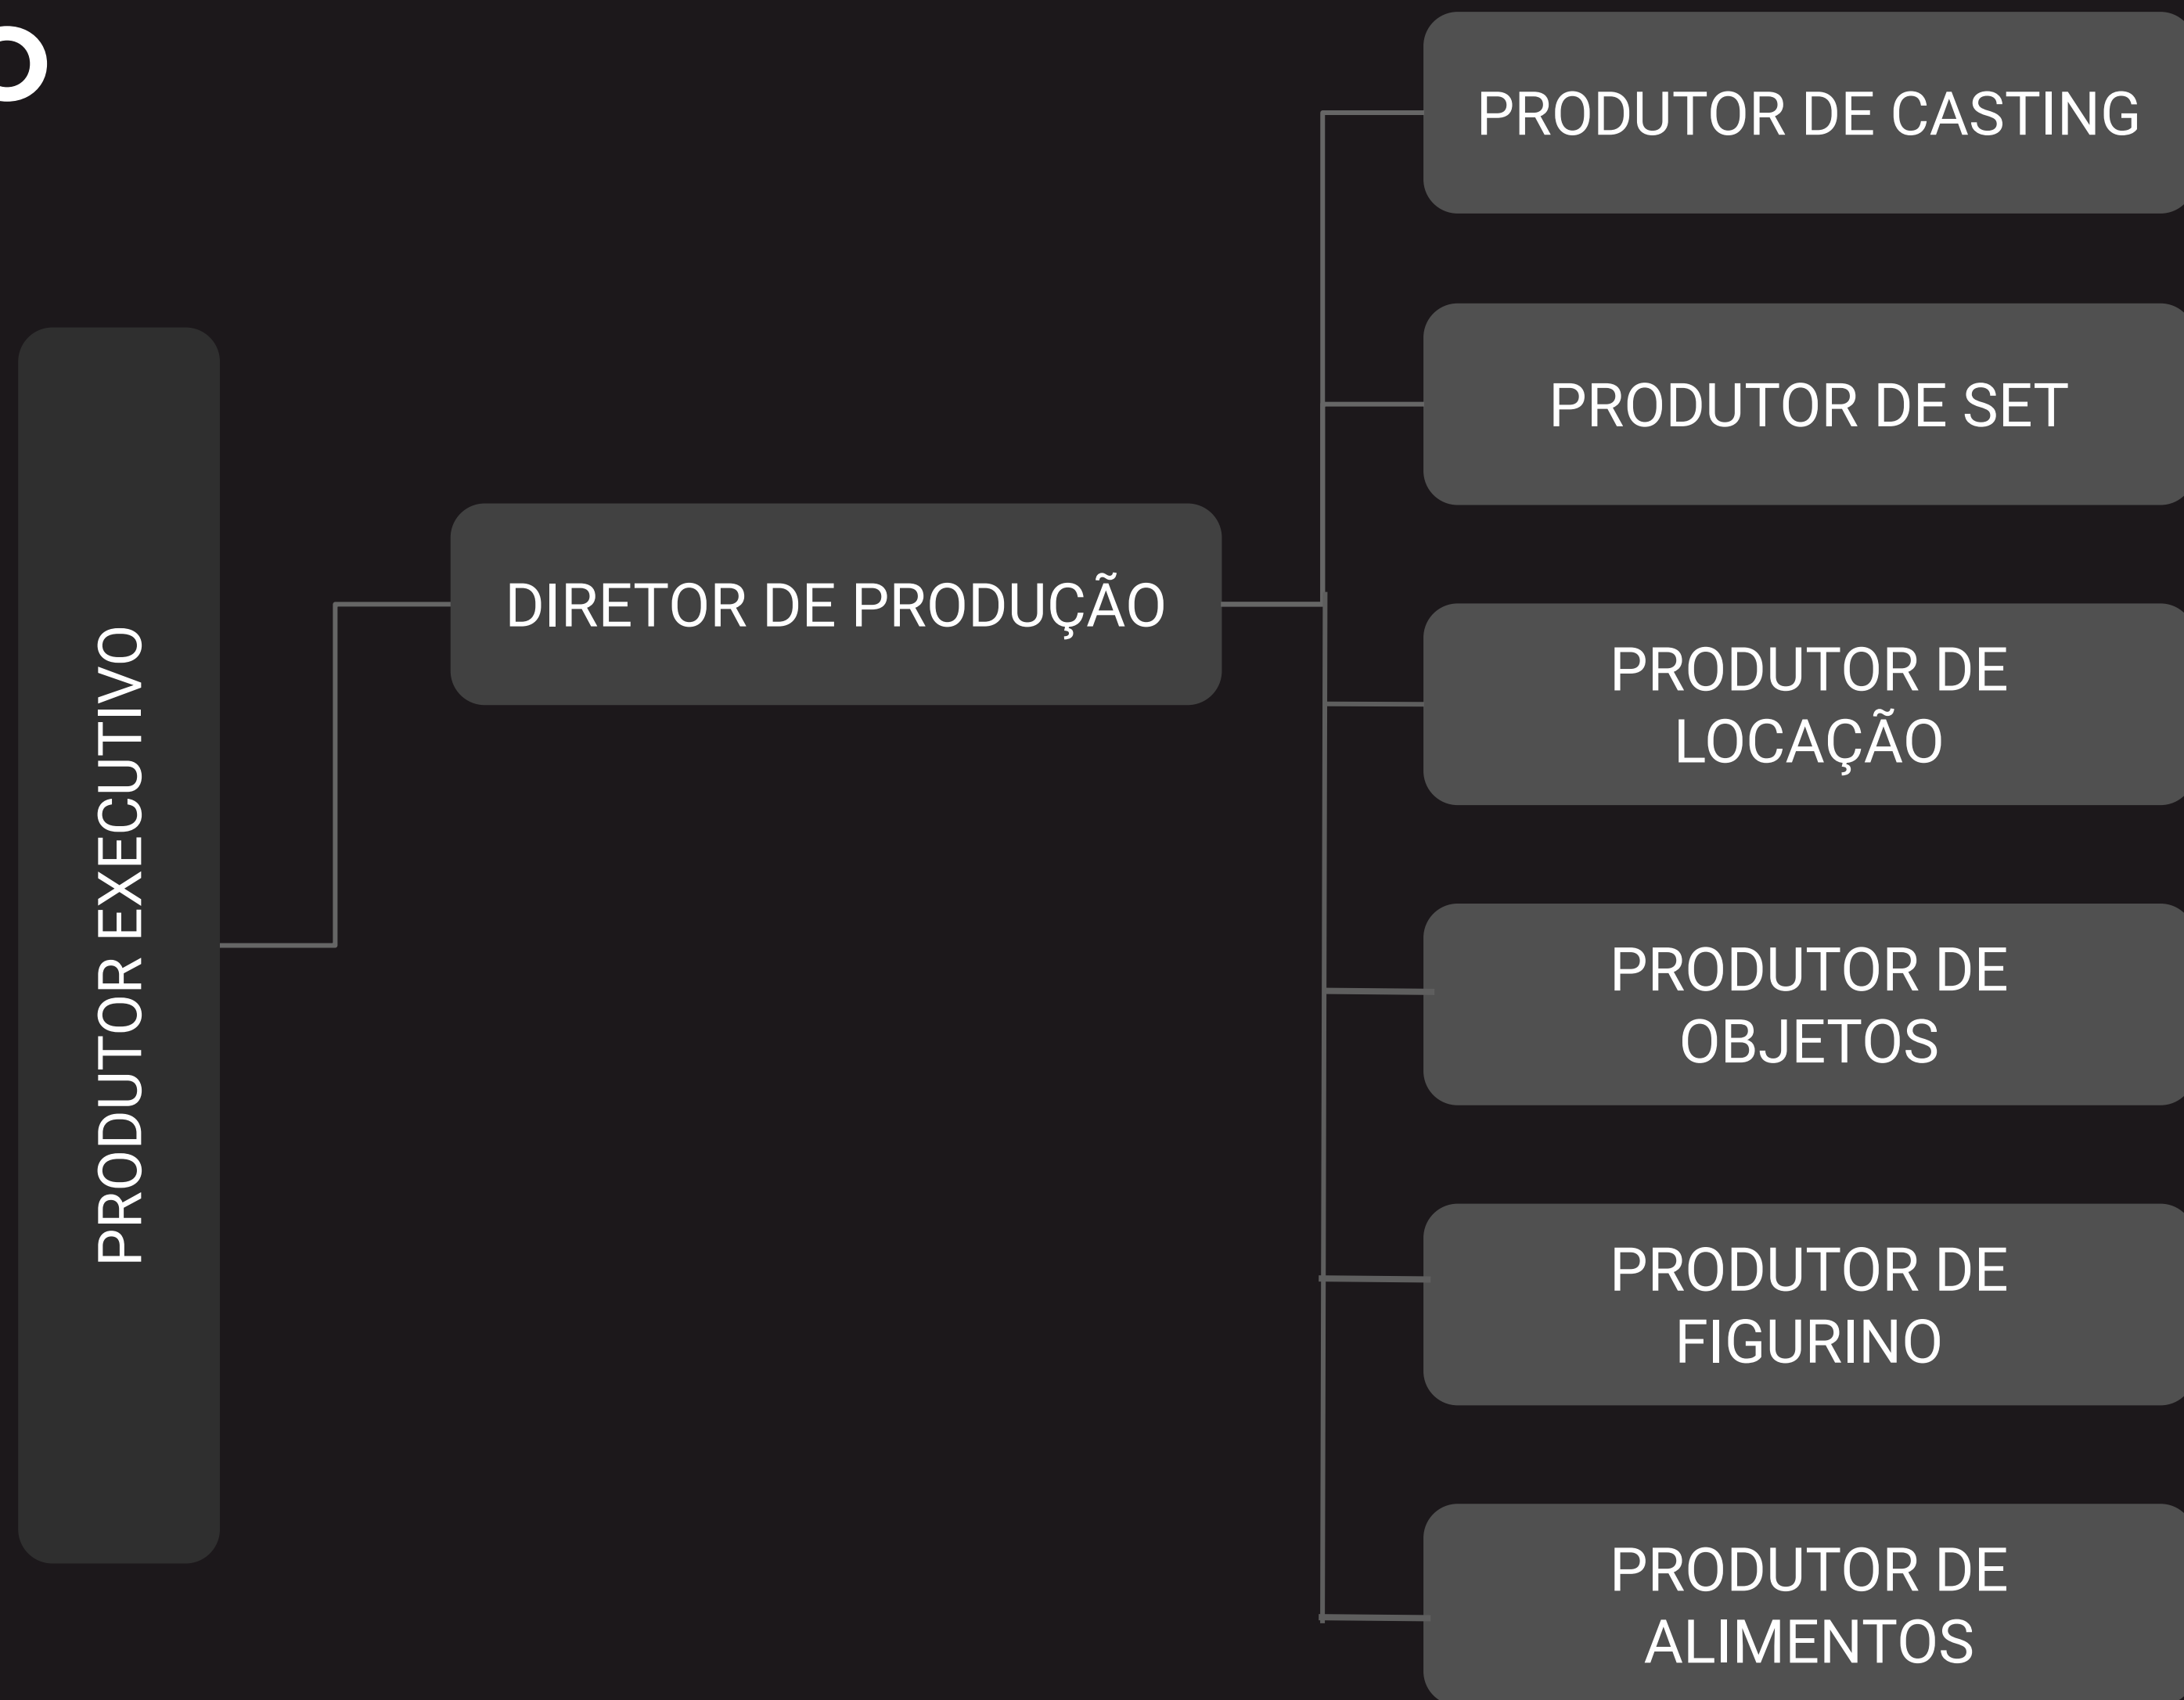 O
PRODUTOR EXECUTIVO
DIRETOR DE PRODUÇÃO
PRODUTOR DE CASTING
PRODUTOR DE SET
PRODUTOR DE
LOCAÇÃO
PRODUTOR DE
OBJETOS
PRODUTOR DE
FIGURINO
PRODUTOR DE
ALIMENTOS